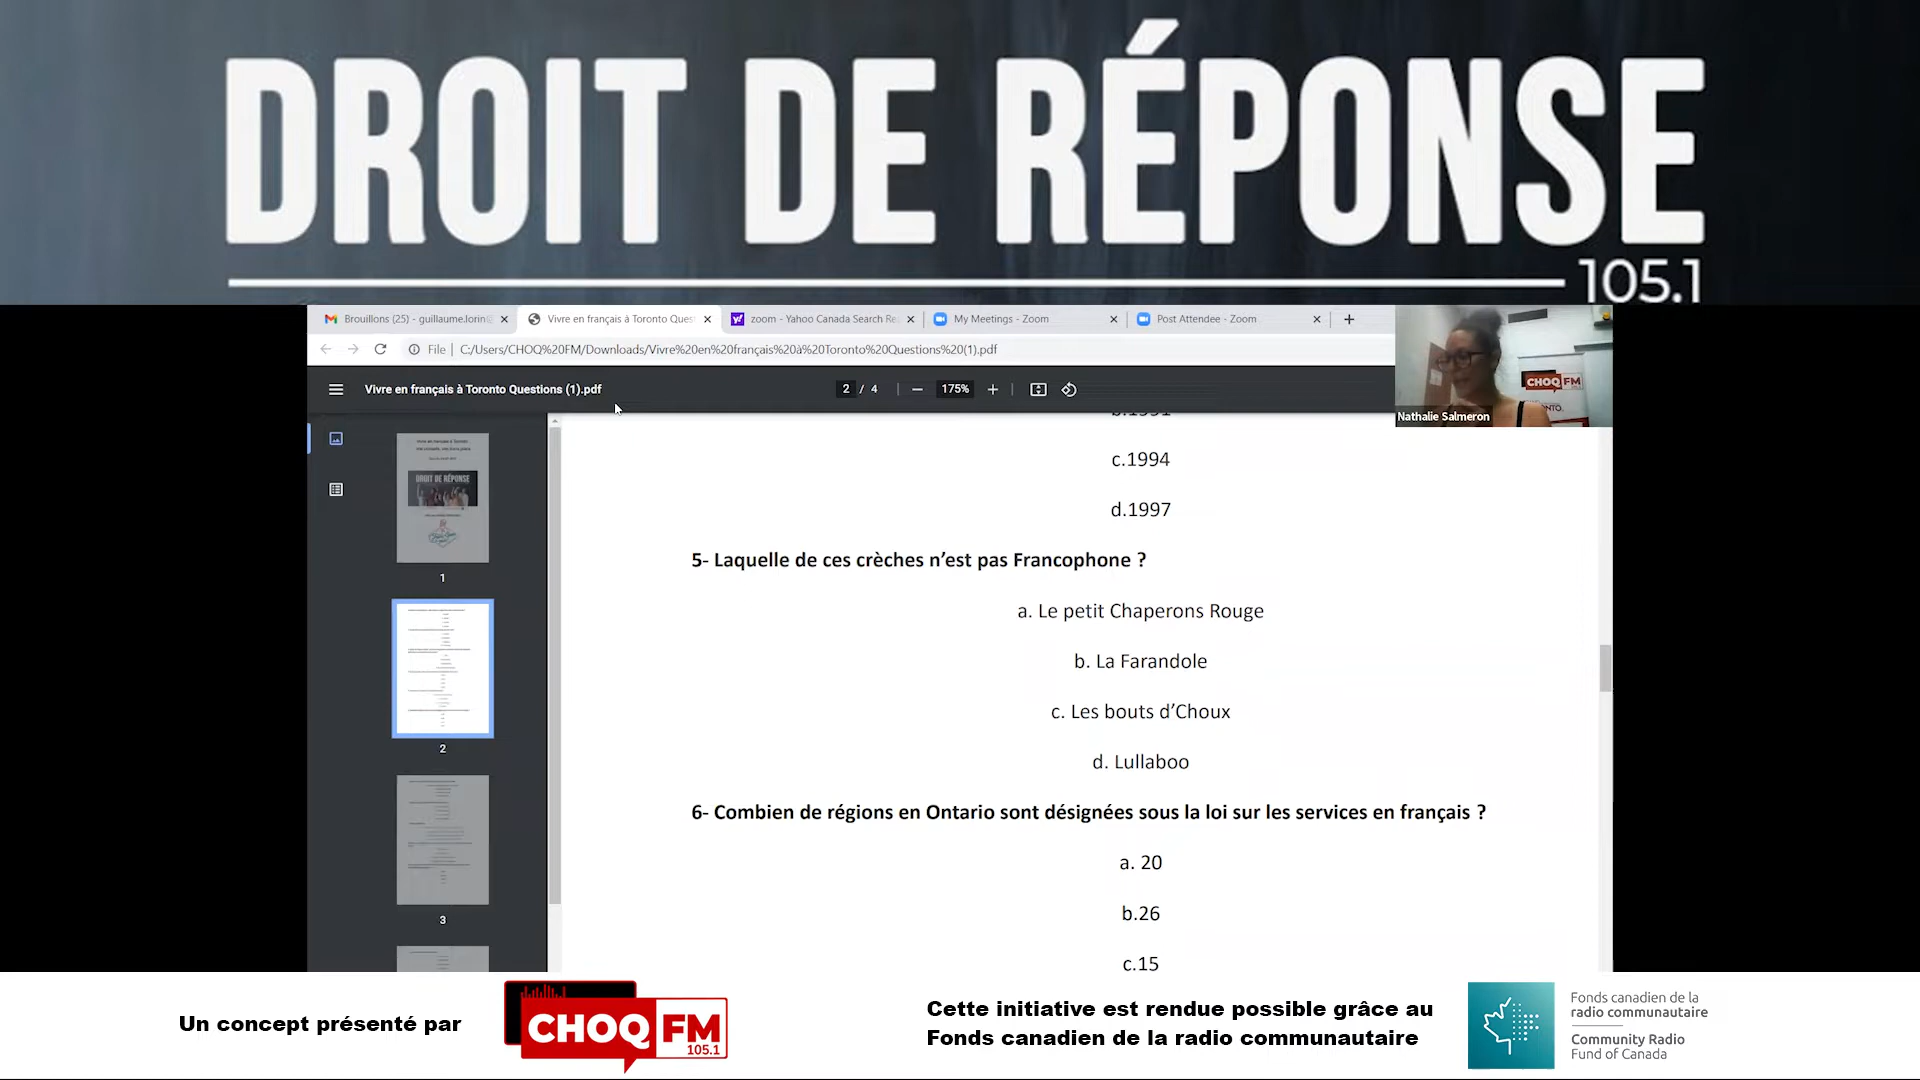 DROIT DE RÉPONSE
105.1
Brouillons (25) - guillaume.lorin@
Vivre en français à Toronto Ques
zoom - Yahoo Canada Search Re
My Meetings - Zoom
Post Attendee - Zoom
File | C:/Users/CHOQ%20FM/Downloads/Vivre%20en%20français%20à%20Toronto%20Questions%20(1).pdf
Vivre en français à Toronto Questions (1).pdf
2 / 4
175%
CHOQ FM
Nathalie Salmeron
DROIT DE RÉPONSE
1
2
3
b.1991
c.1994
d.1997
5- Laquelle de ces crèches n’est pas Francophone ?
a. Le petit Chaperons Rouge
b. La Farandole
c. Les bouts d’Choux
d. Lullaboo
6- Combien de régions en Ontario sont désignées sous la loi sur les services en français ?
a. 20
b.26
c.15
Un concept présenté par
CHOQ FM
105.1
Cette initiative est rendue possible grâce au
Fonds canadien de la radio communautaire
Fonds canadien de la
radio communautaire
Community Radio
Fund of Canada